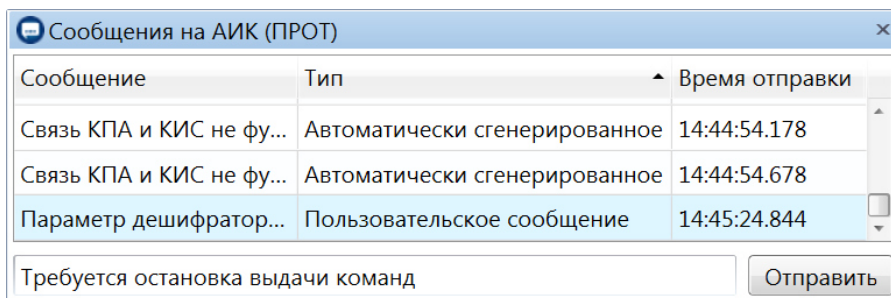 Сообщения на АИК (ПРОТ)
Сообщение Тип Время отправки
Связь КПА и КИС не фу... Автоматически сгенерированное 14:44:54.178
Связь КПА и КИС не фу... Автоматически сгенерированное 14:44:54.678
Параметр дешифратор... Пользовательское сообщение 14:45:24.844
Требуется остановка выдачи команд Отправить